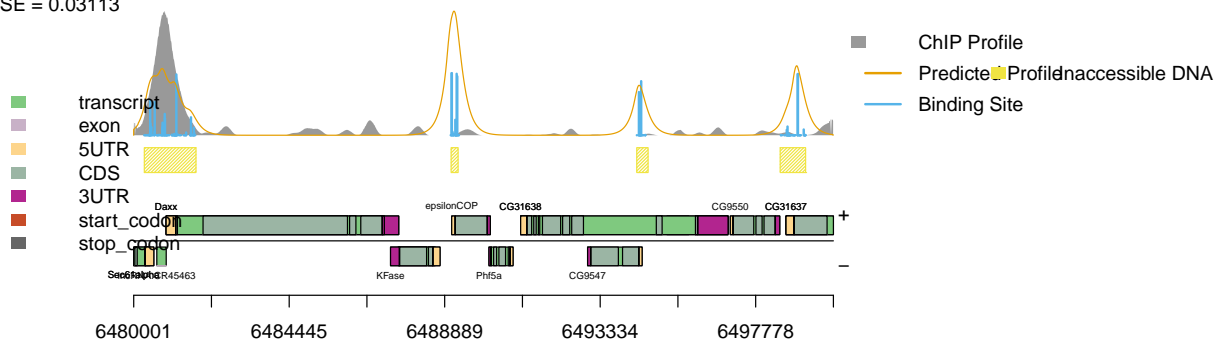 SE = 0.03113
ChIP Profile
Predicted Profile
Inaccessible DNA
Binding Site
transcript
exon
5UTR
CDS
3UTR
start_codon
stop_codon
Daxx
epsilonCOP
CG31638
CG9550
CG31637
+
KFase
Phf5a
CG9547
–
6480001
6484445
6488889
6493334
6497778